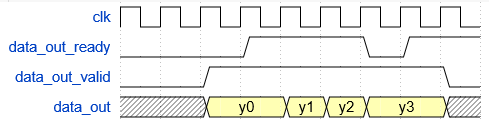 clk
data_out_ready
data_out_valid
data_out y0 y1 y2 y3